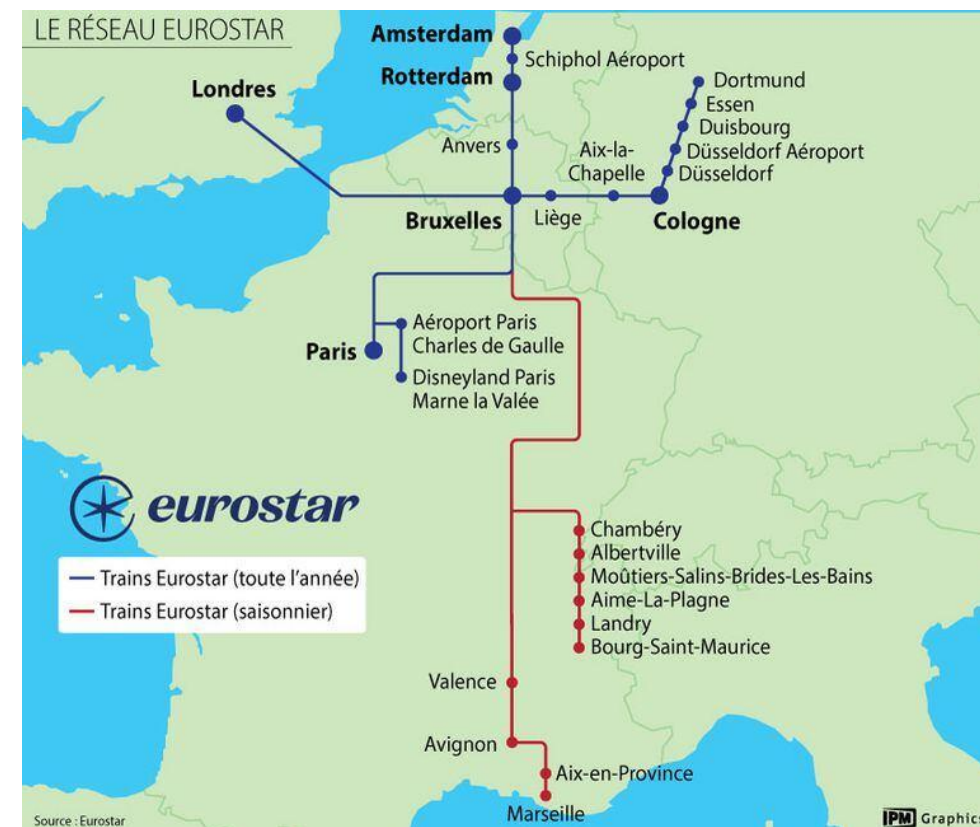 LE RÉSEAU EUROSTAR
Amsterdam
Schiphol Aéroport
Rotterdam
Londres
Dortmund
Essen
Duisbourg
Düsseldorf Aéroport
Düsseldorf
Anvers
Aix-la-
Chapelle
Bruxelles
Liège
Cologne
Paris
Aéroport Paris
Charles de Gaulle
Disneyland Paris
Marne la Valée
eurostar
Trains Eurostar (toute l'année)
Trains Eurostar (saisonnier)
Chambéry
Albertville
Moûtiers-Salins-Brides-Les-Bains
Aime-La-Plagne
Landry
Bourg-Saint-Maurice
Valence
Avignon
Aix-en-Provence
Marseille
Source : Eurostar
IPM Graphics